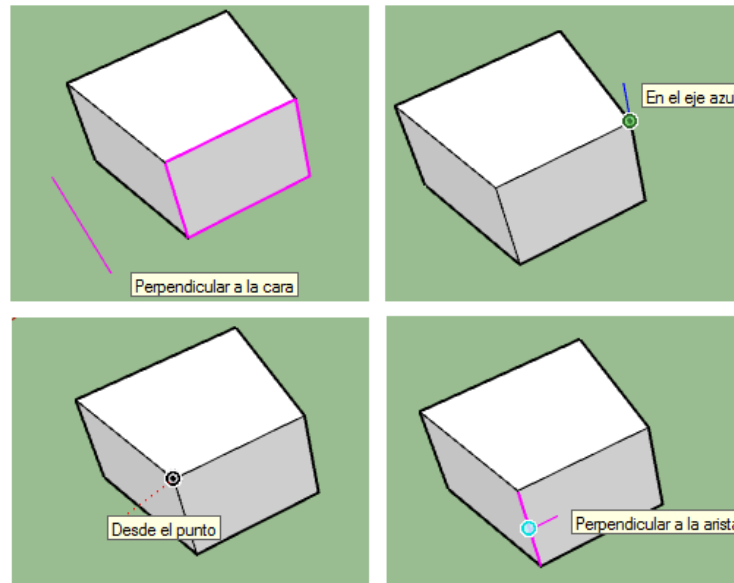 Perpendicular a la cara
En el eje azu
Desde el punto
Perpendicular a la arista